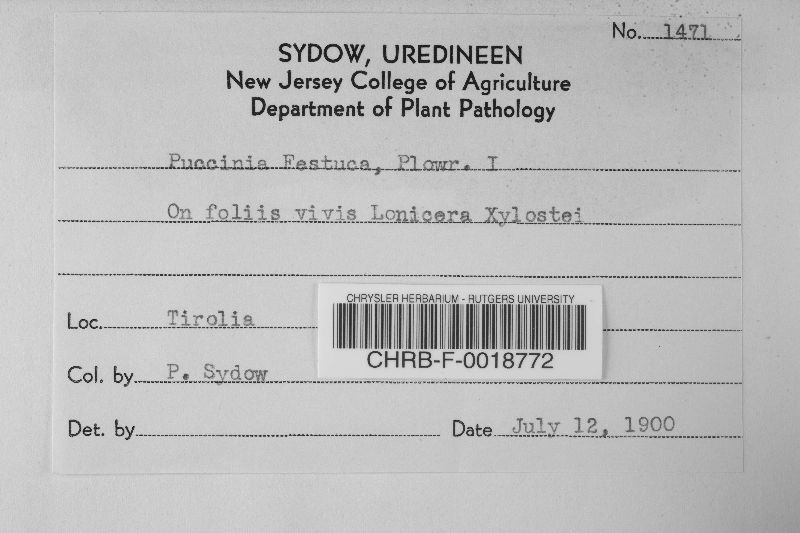 No. 1471
SYDOW, UREDINEEN
New Jersey College of Agriculture
Department of Plant Pathology
Puccinia Festuca, Plowr. I
On foliis vivis Lonicera Xylostei
Loc. Tirolia
CHRYSLER HERBARIUM - RUTGERS UNIVERSITY
CHRB-F-0018772
Col. by P. Sydow
Det. by
Date July 12, 1900